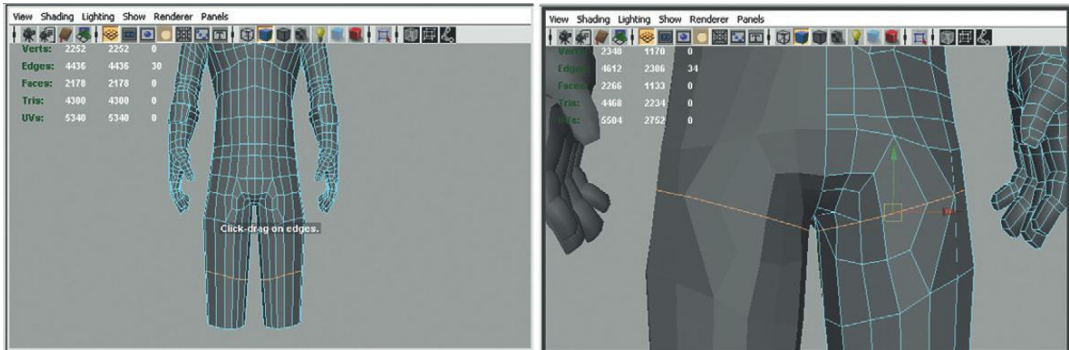 View Shading Lighting Show Renderer Panels
Verts: 2252 2252 0
Edges: 4436 4436 30
Faces: 2178 2178 0
Tris: 4300 4300 0
UVs: 5340 5340 0
Click-drag on edges.
View Shading Lighting Show Renderer Panels
Verts: 2340 1170 0
Edges: 4612 2306 34
Faces: 2266 1133 0
Tris: 4468 2234 0
UVs: 5504 2752 0